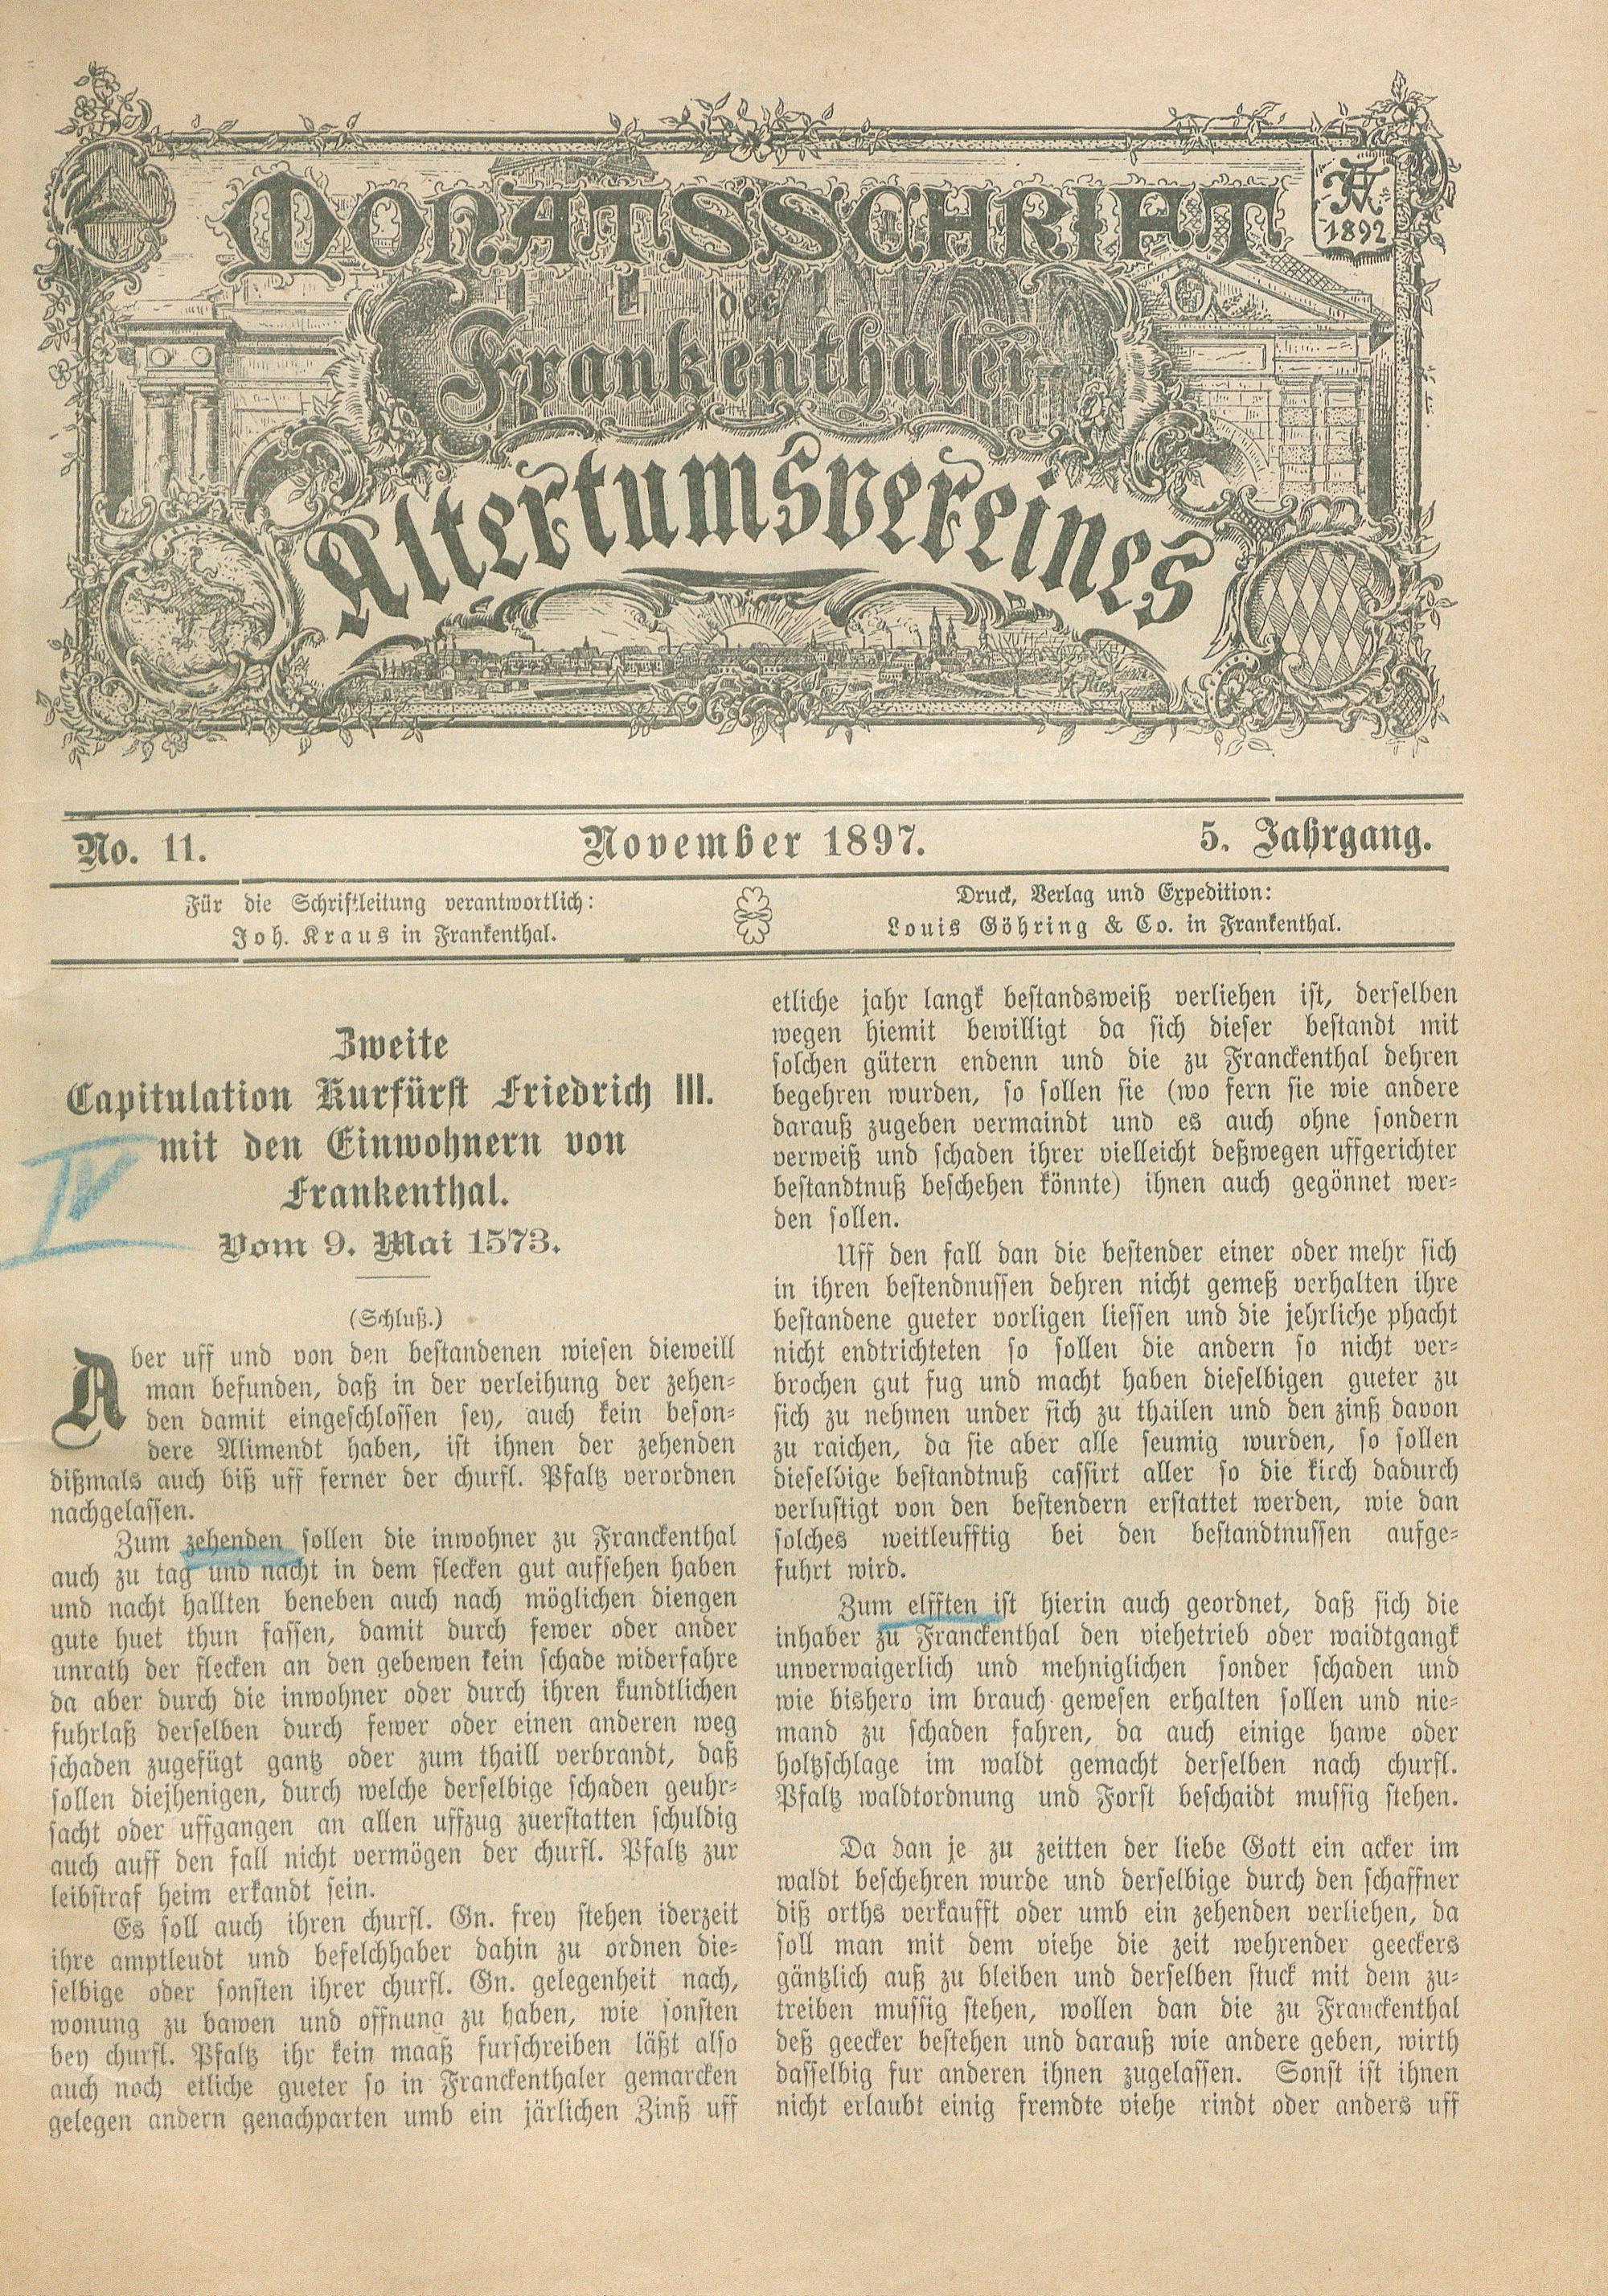 Monatsschrift
FAV
1892
des
Frankenthaler
Altertumsvereines
No. 11.
November 1897.
5. Jahrgang.
Für die Schriftleitung verantwortlich:
Joh. Kraus in Frankenthal.
Druck, Verlag und Expedition:
Louis Göhring & Co. in Frankenthal.
Zweite
Capitulation Kurfürst Friedrich III.
mit den Einwohnern von
Frankenthal.
Vom 9. Mai 1573.
IV
(Schluß.)
Aber uff und von den bestandenen wiesen dieweill
man befunden, daß in der verleihung der zehen-
den damit eingeschlossen sey, auch kein beson-
dere Allmendt haben, ist ihnen der zehenden
dißmals auch biß uff ferner der churfl. Pfaltz verordnen
nachgelassen.
Zum zehenden sollen die inwohner zu Franckenthal
auch zu tag und nacht in dem flecken gut aufsehen haben
und nacht hallten beneben auch nach möglichen diengen
gute huet thun fassen, damit durch fewer oder ander
unrath der flecken an den gebewen kein schade widerfahre
da aber durch die inwohner oder durch ihren kundtlichen
fuhrlaß derselben durch fewer oder einen anderen weg
schaden zugefügt gantz oder zum thaill verbrandt, daß
sollen diejhenigen, durch welche derselbige schaden geuhr-
sacht oder uffgangen an allen uffzug zuerstatten schuldig
auch auff den fall nicht vermögen der churfl. Pfaltz zur
leibstraf heim erkandt sein.
Es soll auch ihren churfl. Gn. frey stehen iderzeit
ihre amptleudt und befelchhaber dahin zu ordnen die-
selbige oder sonsten ihrer churfl. Gn. gelegenheit nach,
wonung zu bawen und offnung zu haben, wie sonsten
bey churfl. Pfaltz ihr kein maaß furschreiben läßt also
auch noch etliche gueter so in Franckenthaler gemarcken
gelegen andern genachparten umb ein järlichen Zinß uff
etliche jahr langk bestandsweiß verliehen ist, derselben
wegen hiemit bewilligt da sich dieser bestandt mit
solchen gütern endenn und die zu Franckenthal dehren
begehren wurden, so sollen sie (wo fern sie wie andere
darauß zugeben vermaindt und es auch ohne sondern
verweiß und schaden ihrer vielleicht deßwegen uffgerichter
bestandtnuß beschehen könnte) ihnen auch gegönnet wer-
den sollen.
Uff den fall dan die bestender einer oder mehr sich
in ihren bestendnussen dehren nicht gemeß verhalten ihre
bestandene gueter vorligen liessen und die jehrliche phacht
nicht endtrichteten so sollen die andern so nicht ver-
brochen gut fug und macht haben dieselbigen gueter zu
sich zu nehmen under sich zu thailen und den zinß davon
zu raichen, da sie aber alle seumig wurden, so sollen
dieselbige bestandtnuß cassirt aller so die kirch dadurch
verlustigt von den bestendern erstattet werden, wie dan
solches weitleufftig bei den bestandtnussen aufge-
fuhrt wird.
Zum elfften ist hierin auch geordnet, daß sich die
inhaber zu Franckenthal den viehetrieb oder waidtgangk
unverwaigerlich und mehniglichen sonder schaden und
wie bishero im brauch gewesen erhalten sollen und nie-
mand zu schaden fahren, da auch einige hawe oder
holtzschlage im waldt gemacht derselben nach churfl.
Pfaltz waldtordnung und Forst beschaidt mussig stehen.
Da dan je zu zeitten der liebe Gott ein acker im
waldt beschehren wurde und derselbige durch den schaffner
diß orths verkaufft oder umb ein zehenden verliehen, da
soll man mit dem viehe die zeit wehrender geeckers
gäntzlich auß zu bleiben und derselben stuck mit dem zu-
treiben mussig stehen, wollen dan die zu Franckenthal
deß geecker bestehen und darauß wie andere geben, wirth
dasselbig fur anderen ihnen zugelassen. Sonst ist ihnen
nicht erlaubt einig fremdte viehe rindt oder anders uff